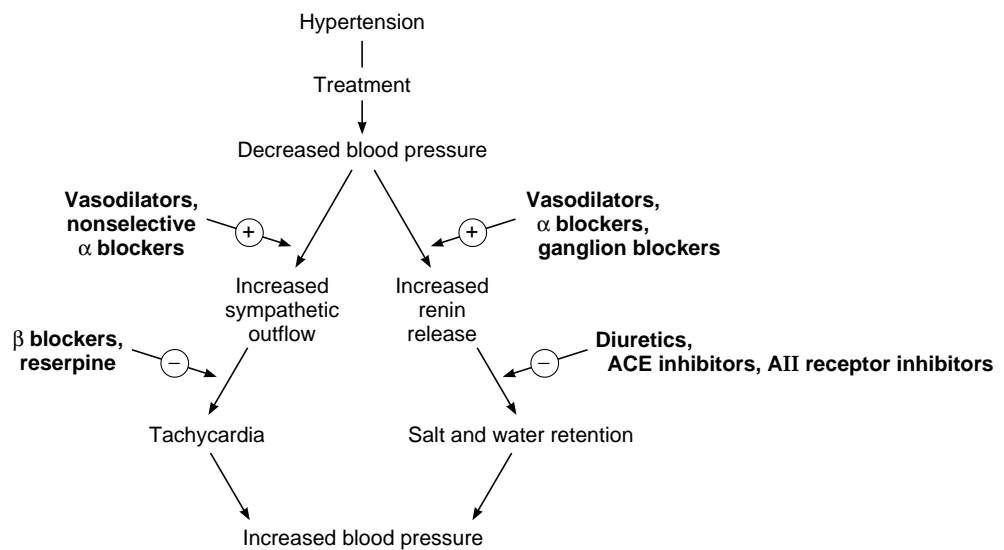 Hypertension
Treatment
Decreased blood pressure
Vasodilators,
nonselective
α blockers
+
+
Vasodilators,
α blockers,
ganglion blockers
Increased
sympathetic
outflow
Increased
renin
release
β blockers,
reserpine
−
−
Diuretics,
ACE inhibitors, AII receptor inhibitors
Tachycardia
Salt and water retention
Increased blood pressure